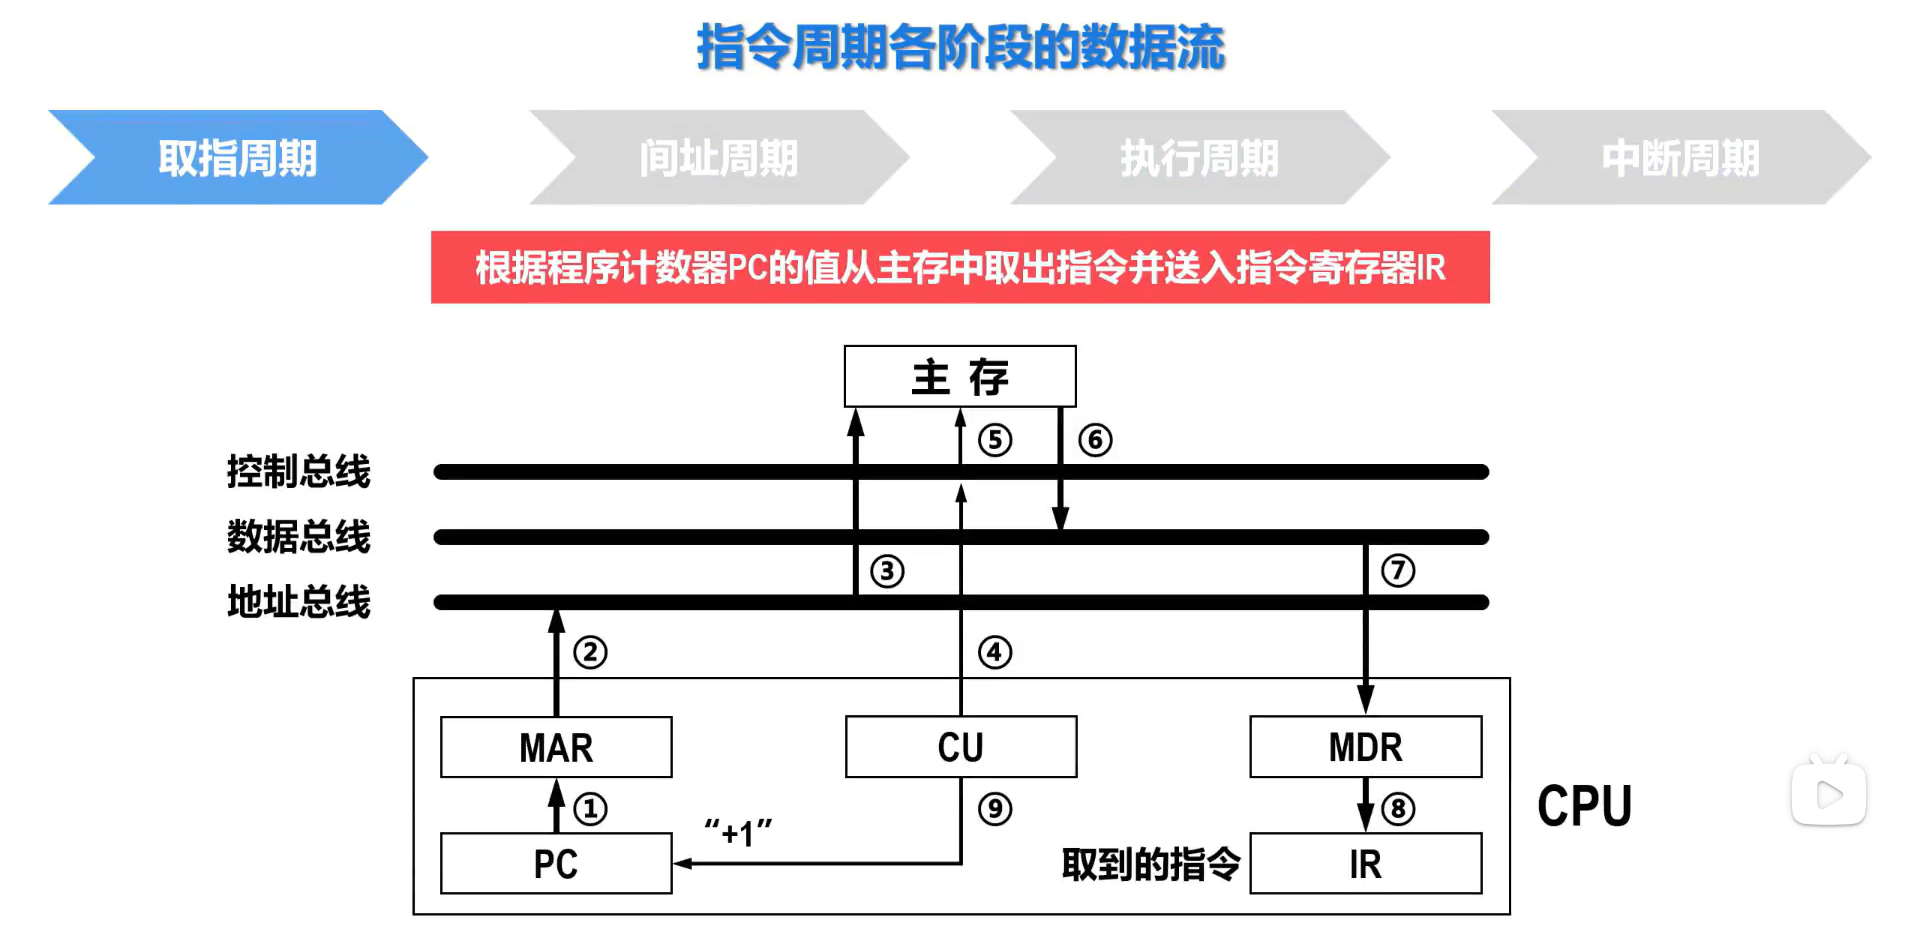 指令周期各阶段的数据流
取指周期
间址周期
执行周期
中断周期
根据程序计数器PC的值从主存中取出指令并送入指令寄存器IR
主 存
⑤
⑥
控制总线
数据总线
③
⑦
地址总线
②
④
MAR
CU
MDR
CPU
①
⑨
⑧
“+1”
PC
取到的指令
IR